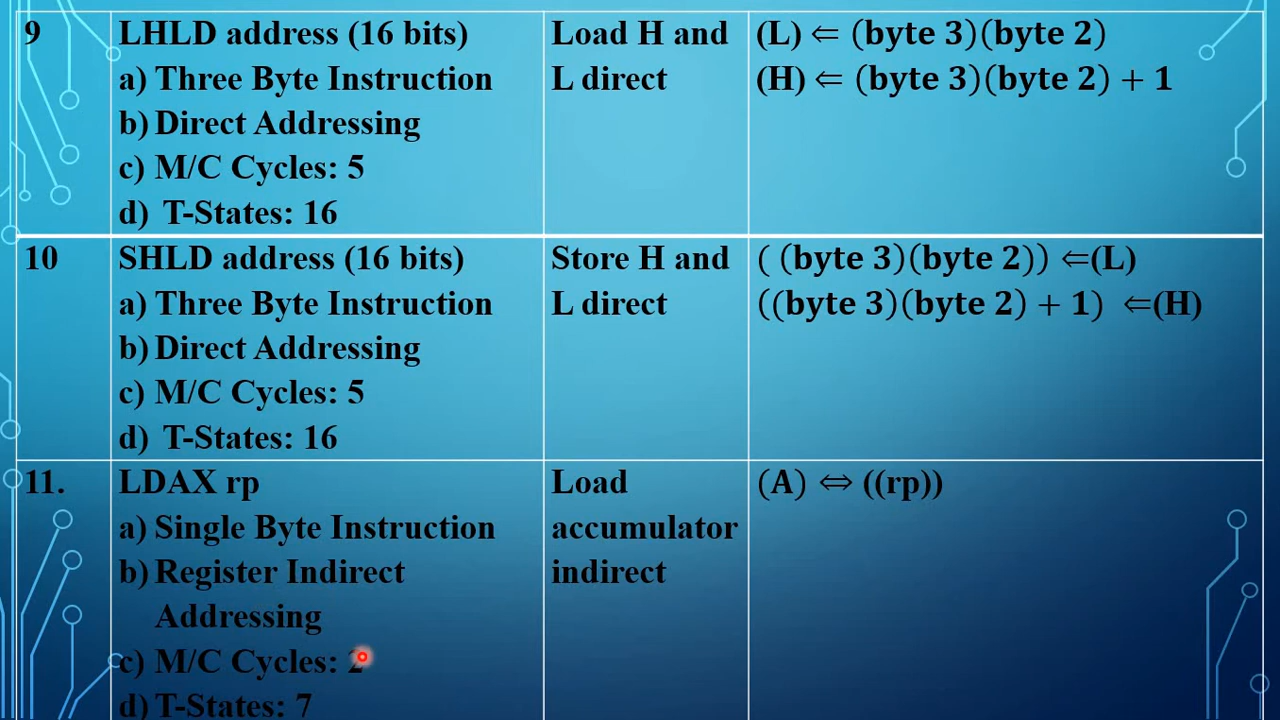 9
LHLD address (16 bits)
a) Three Byte Instruction
b) Direct Addressing
c) M/C Cycles: 5
d) T-States: 16
Load H and
L direct
(L) ⇐ (byte 3)(byte 2)
(H) ⇐ (byte 3)(byte 2) + 1
10
SHLD address (16 bits)
a) Three Byte Instruction
b) Direct Addressing
c) M/C Cycles: 5
d) T-States: 16
Store H and
L direct
( (byte 3)(byte 2)) ⇐(L)
((byte 3)(byte 2) + 1) ⇐(H)
11.
LDAX rp
a) Single Byte Instruction
b) Register Indirect
Addressing
c) M/C Cycles: 2
d) T-States: 7
Load
accumulator
indirect
(A) ⇔ ((rp))